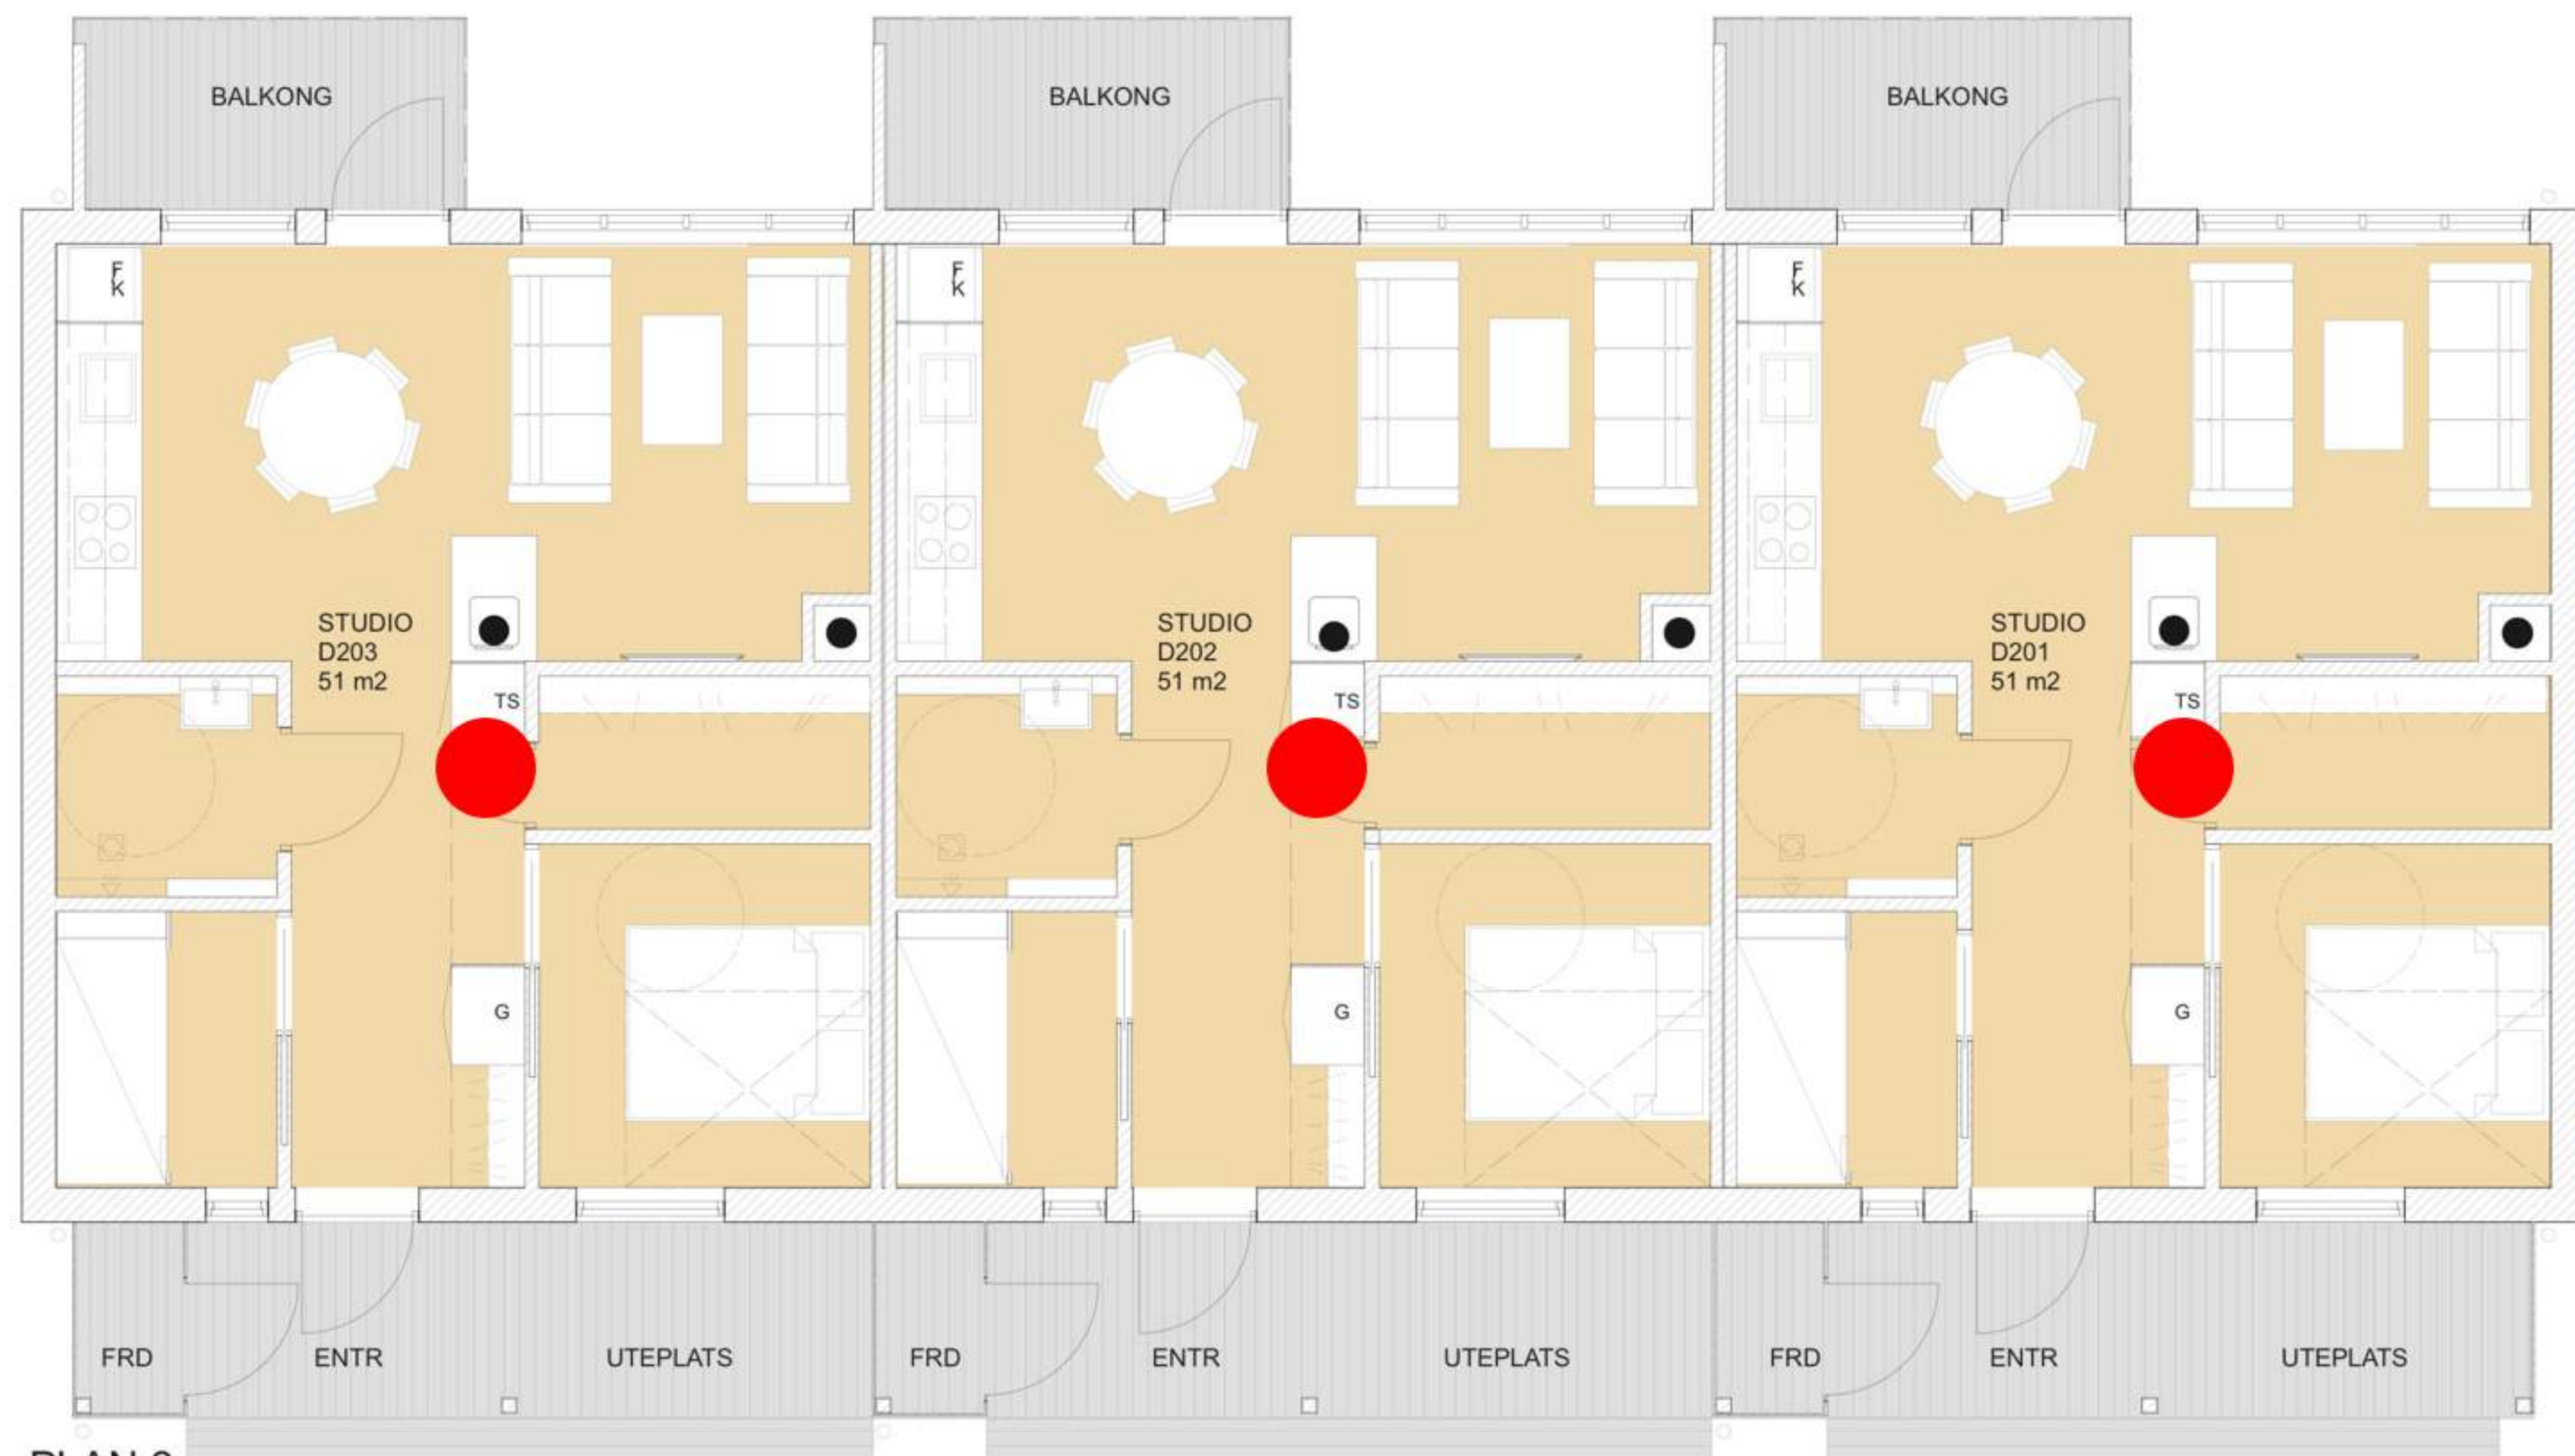 BALKONG
BALKONG
BALKONG
F/K
F/K
F/K
STUDIO
D203
51 m2
STUDIO
D202
51 m2
STUDIO
D201
51 m2
TS
TS
TS
G
G
G
FRD
ENTR
UTEPLATS
FRD
ENTR
UTEPLATS
FRD
ENTR
UTEPLATS
PLAN